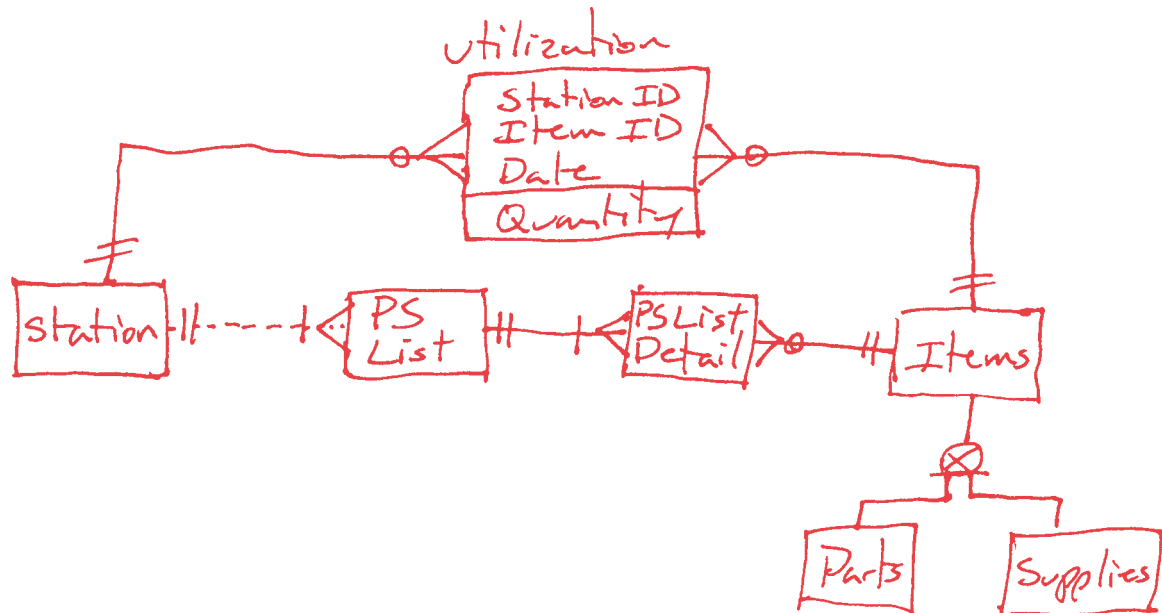 utilization
Station ID
Item ID
Date
Quantity
Station
PS
List
PS List
Detail
Items
Parts
Supplies